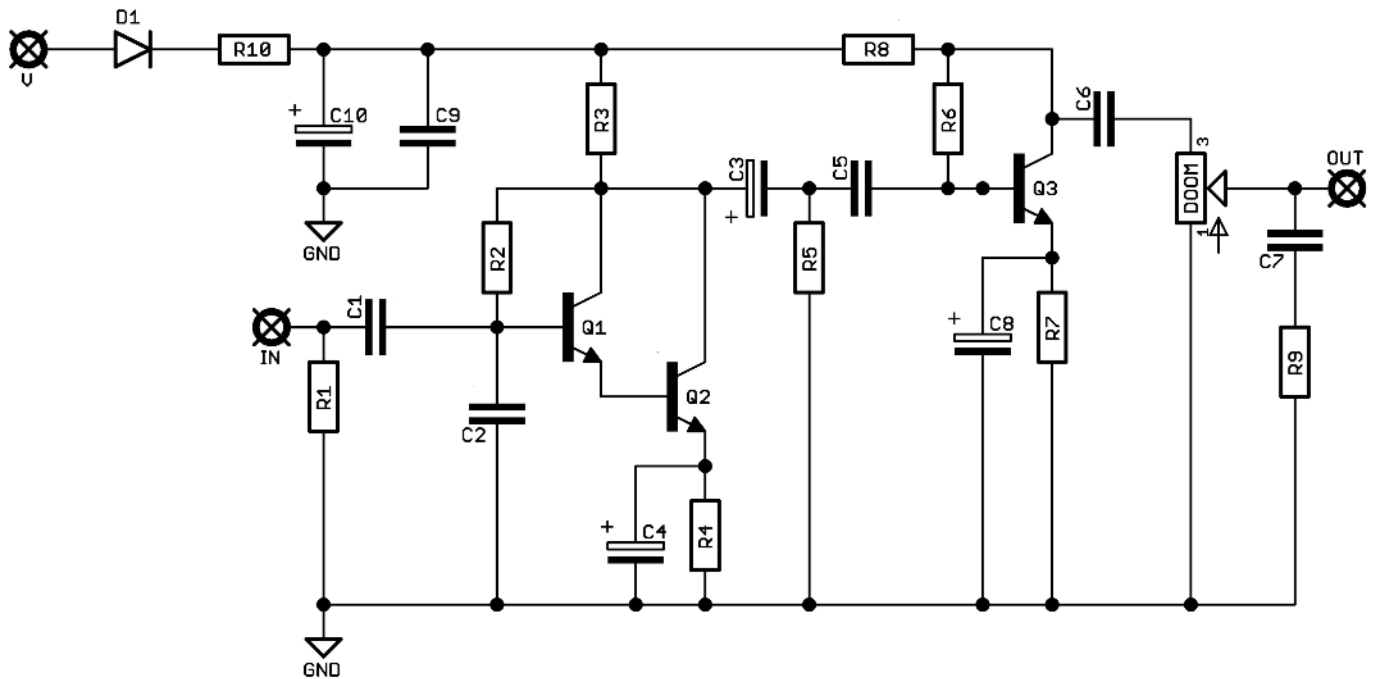 D1
V
R10
R8
+
C10
C9
R3
R6
C6
GND
3
DOOM
1
OUT
C3
+
C5
Q3
R2
R5
C7
C1
IN
Q1
+
C8
R7
R1
R9
C2
Q2
+
C4
R4
GND